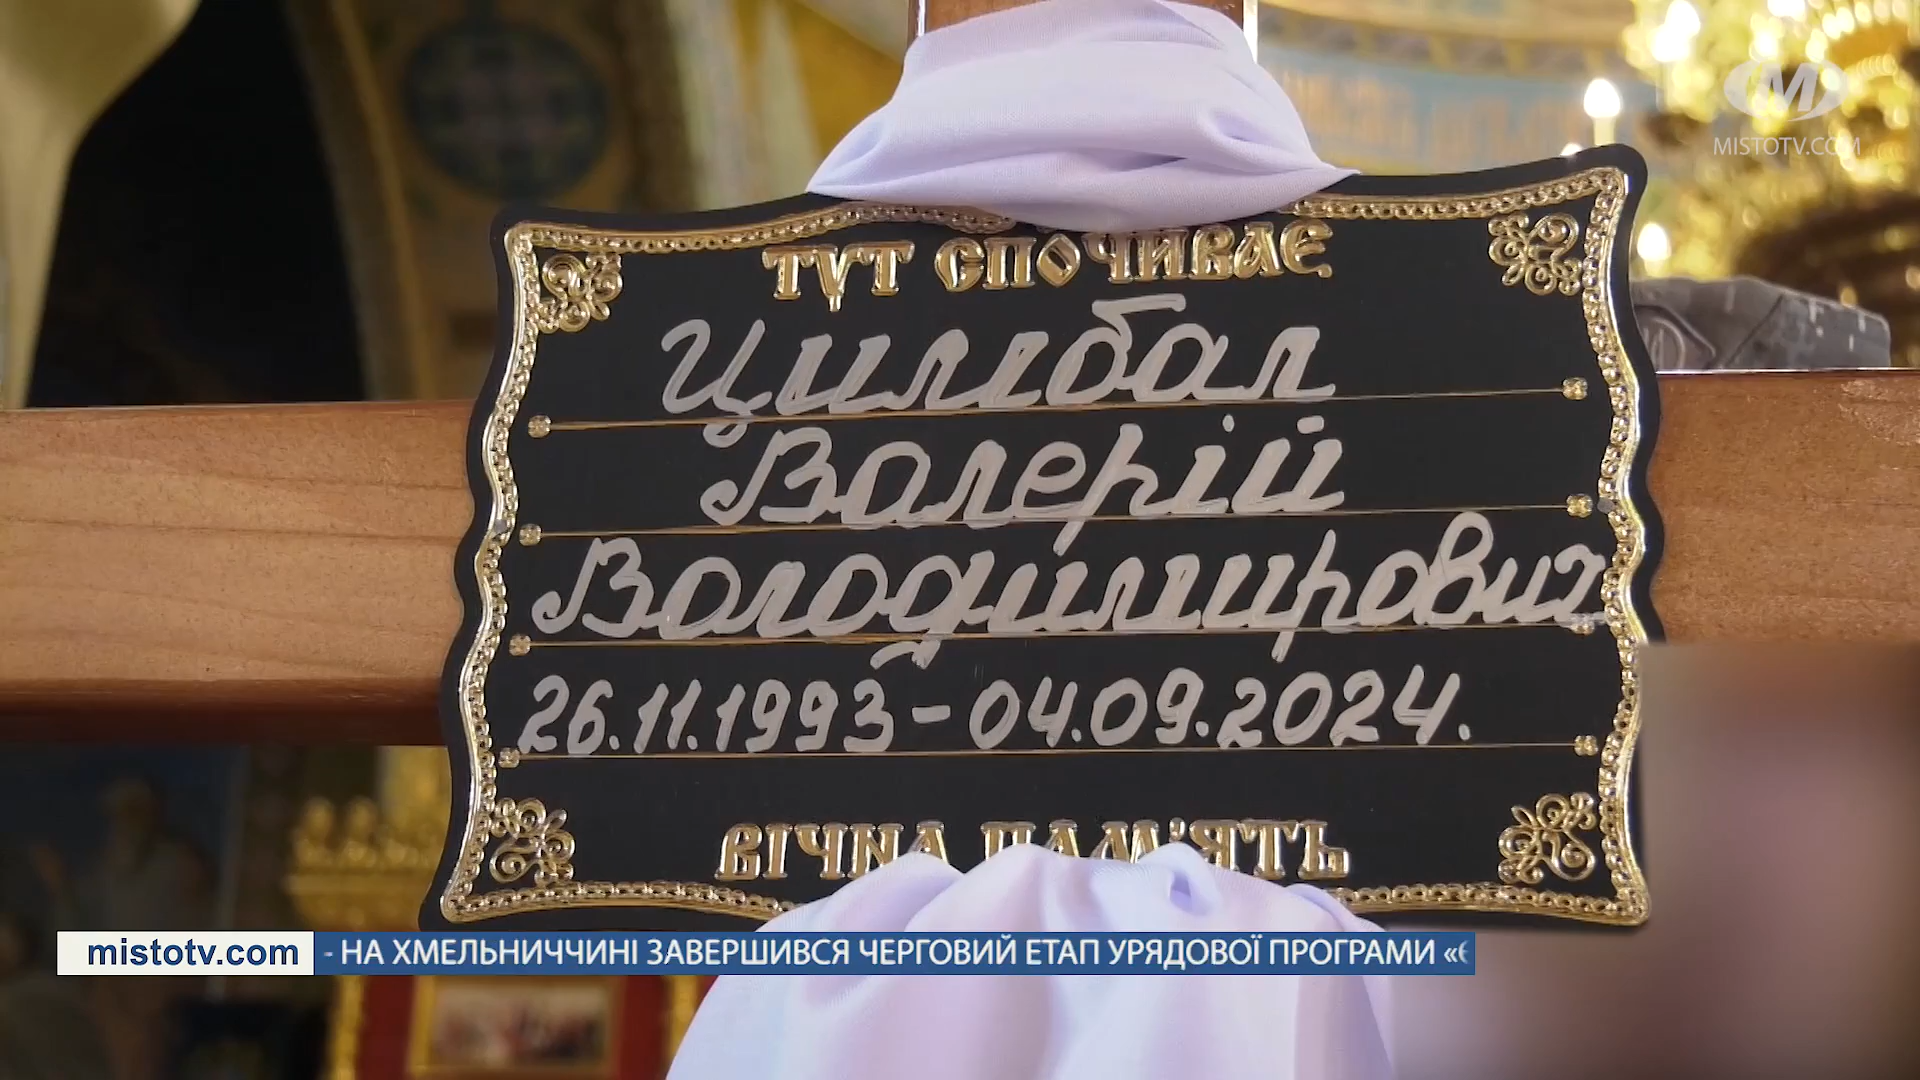 MISTOTV.COM
ТУТ СПОЧИВАЄ
Цимбал
Валерій
Володимирович
26.11.1993-04.09.2024.
ВІЧНА ПАМ'ЯТЬ
mistotv.com - НА ХМЕЛЬНИЧЧИНІ ЗАВЕРШИВСЯ ЧЕРГОВИЙ ЕТАП УРЯДОВОЇ ПРОГРАМИ «Є